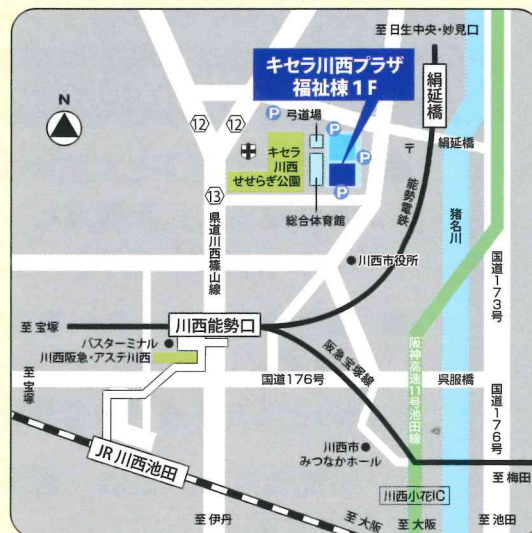 至日生中央・妙見口
キセラ川西プラザ
福祉棟1F
絹延橋
N
P
P
P
P
弓道場
12
12
〒
絹延橋
キセラ
川西
せせらぎ公園
能勢電鉄
猪名川
13
総合体育館
県道川西篠山線
川西市役所
国道173号
川西能勢口
至 宝塚
バスターミナル
川西阪急・アステ川西
阪急宝塚線
阪神高速11号池田線
至 宝塚
国道176号
呉服橋
国道176号
JR 川西池田
川西市
みつなかホール
至 梅田
川西小花IC
至 伊丹
至 大阪
至 大阪
至 池田